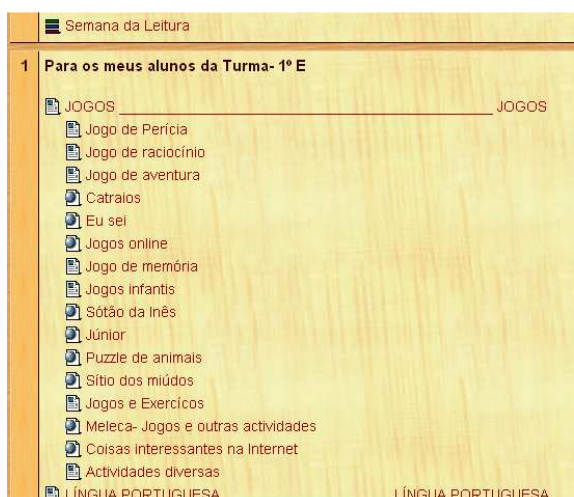 Semana da Leitura
1 Para os meus alunos da Turma- 1º E
JOGOS JOGOS
Jogo de Perícia
Jogo de raciocínio
Jogo de aventura
Catraios
Eu sei
Jogos online
Jogo de memória
Jogos infantis
Sótão da Inês
Júnior
Puzzle de animais
Sítio dos miúdos
Jogos e Exercícos
Meleca- Jogos e outras actividades
Coisas interessantes na Internet
Actividades diversas
LÍNGUA PORTUGUESA LÍNGUA PORTUGUESA